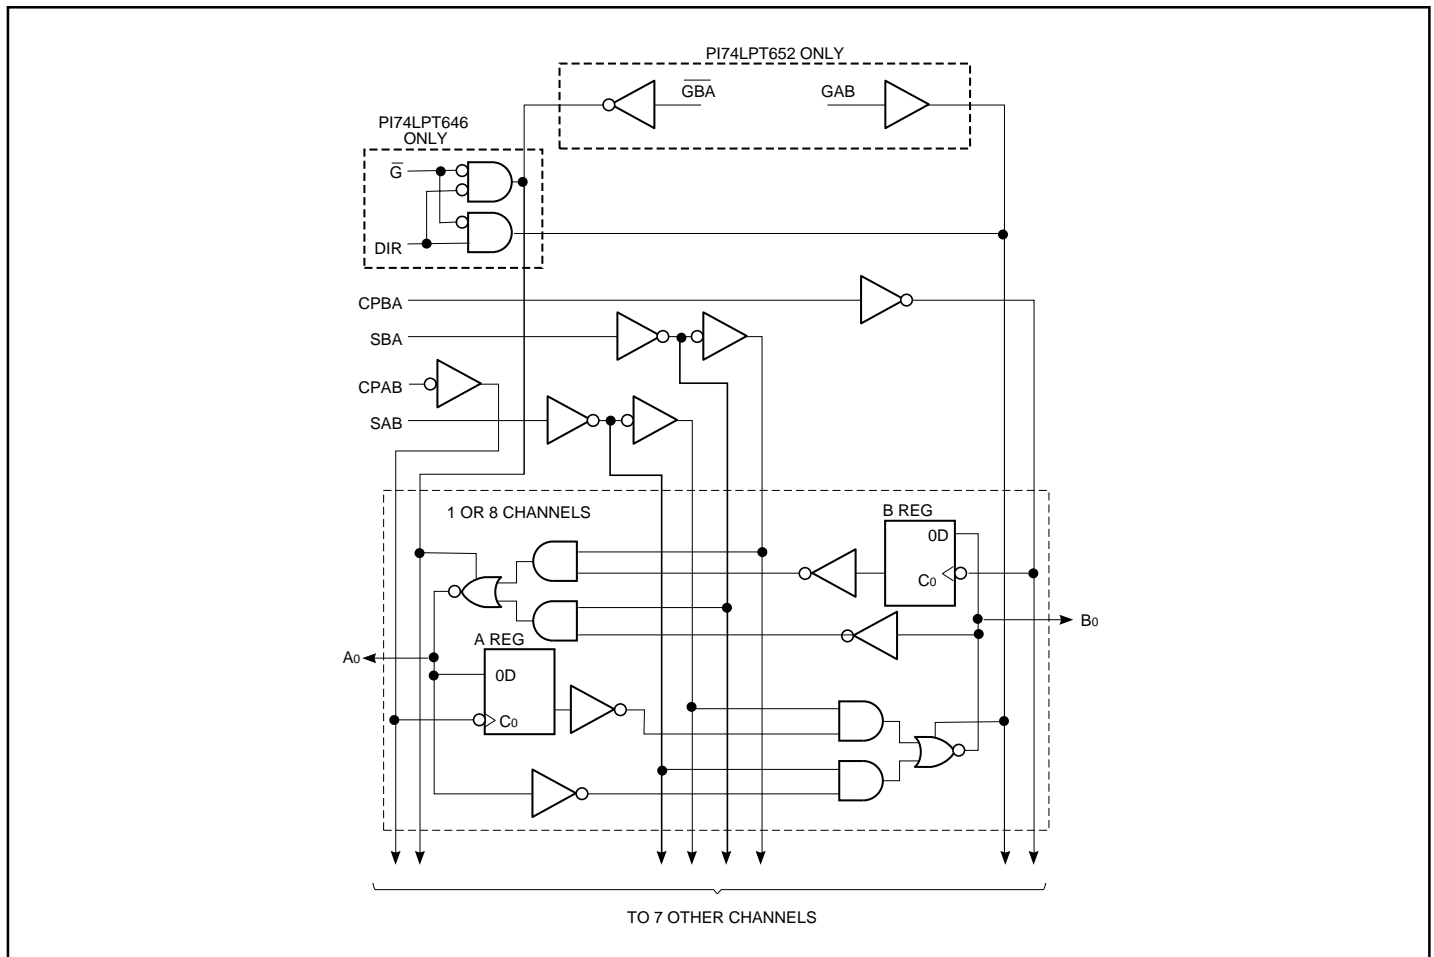 PI74LPT652 ONLY
GBA
GAB
PI74LPT646
ONLY
G
DIR
CPBA
SBA
CPAB
SAB
1 OR 8 CHANNELS
B REG
0D
C0
B0
A REG
A0
0D
C0
TO 7 OTHER CHANNELS